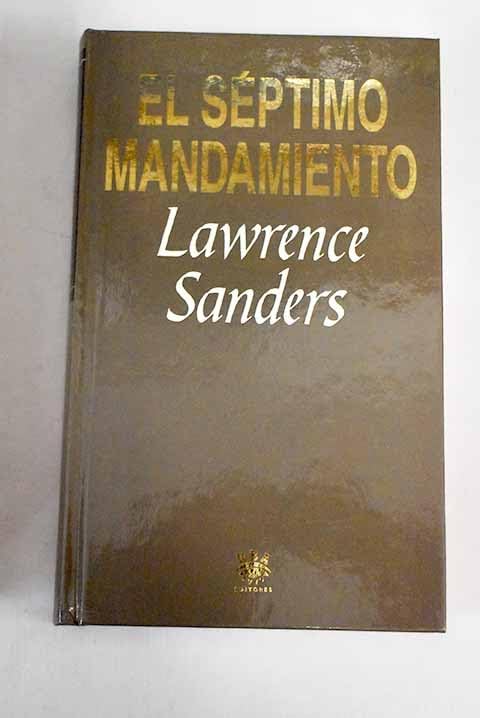 EL SÉPTIMO
MANDAMIENTO
Lawrence
Sanders
EDITORES